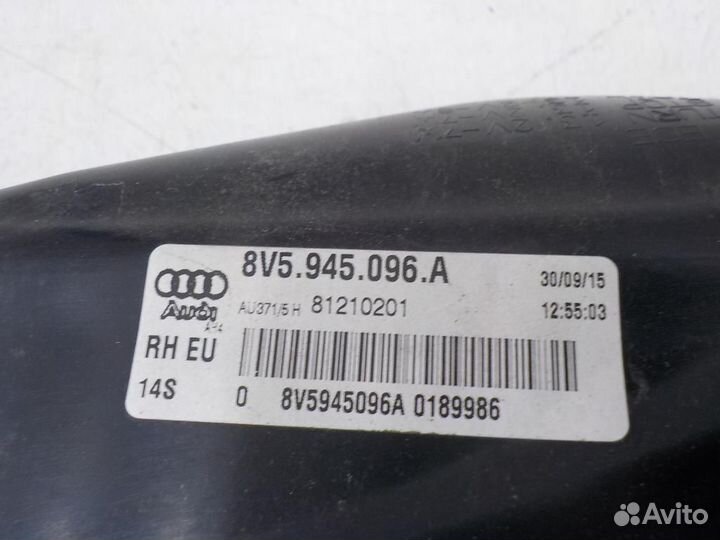 8V5.945.096.A
30/09/15
Audi
AU371/5 H 81210201
12:55:03
RH EU
14S
0 8V5945096A 0189986
Avito